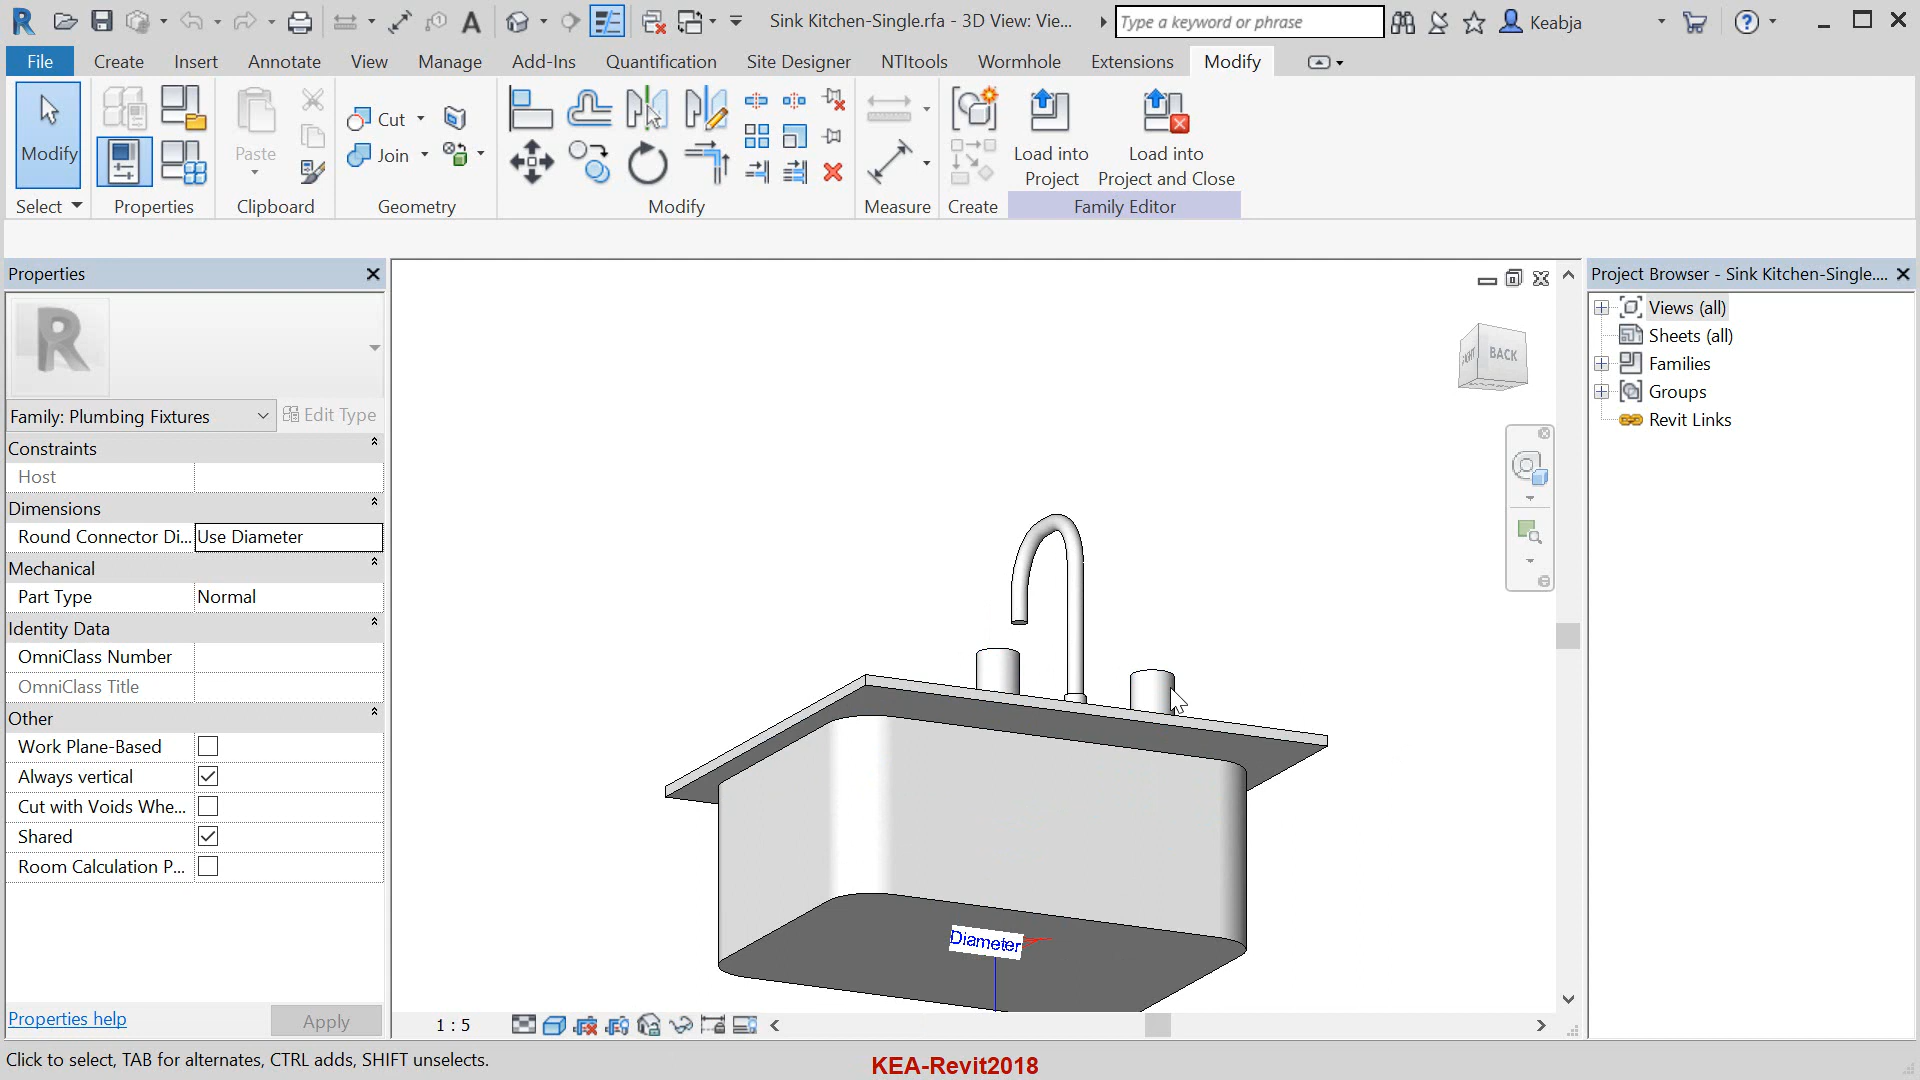 Sink Kitchen-Single.rfa - 3D View: Vie...
Type a keyword or phrase
Keabja
File
Create
Insert
Annotate
View
Manage
Add-Ins
Quantification
Site Designer
NTItools
Wormhole
Extensions
Modify
Modify
Paste
Cut
Join
Load into
Project
Load into
Project and Close
Select
Properties
Clipboard
Geometry
Modify
Measure
Create
Family Editor
Properties
Family: Plumbing Fixtures
Edit Type
Constraints
Host
Dimensions
Round Connector Di... Use Diameter
Mechanical
Part Type Normal
Identity Data
OmniClass Number
OmniClass Title
Other
Work Plane-Based
Always vertical
Cut with Voids Whe...
Shared
Room Calculation P...
Properties help
Apply
BACK
Diameter
1 : 5
Project Browser - Sink Kitchen-Single....
Views (all)
Sheets (all)
Families
Groups
Revit Links
Click to select, TAB for alternates, CTRL adds, SHIFT unselects.
KEA-Revit2018